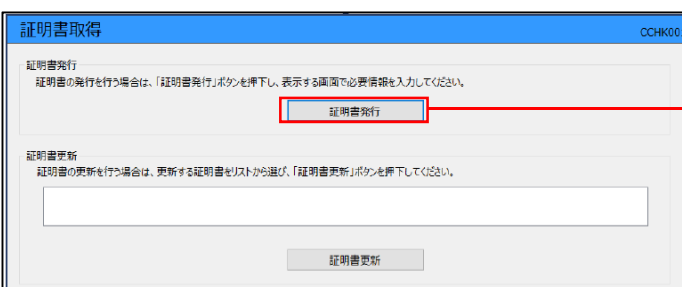 証明書取得
CCHK00
証明書発行
証明書の発行を行う場合は、「証明書発行」ボタンを押下し、表示する画面で必要情報を入力してください。
証明書発行
証明書更新
証明書の更新を行う場合は、更新する証明書をリストから選び、「証明書更新」ボタンを押下してください。
証明書更新